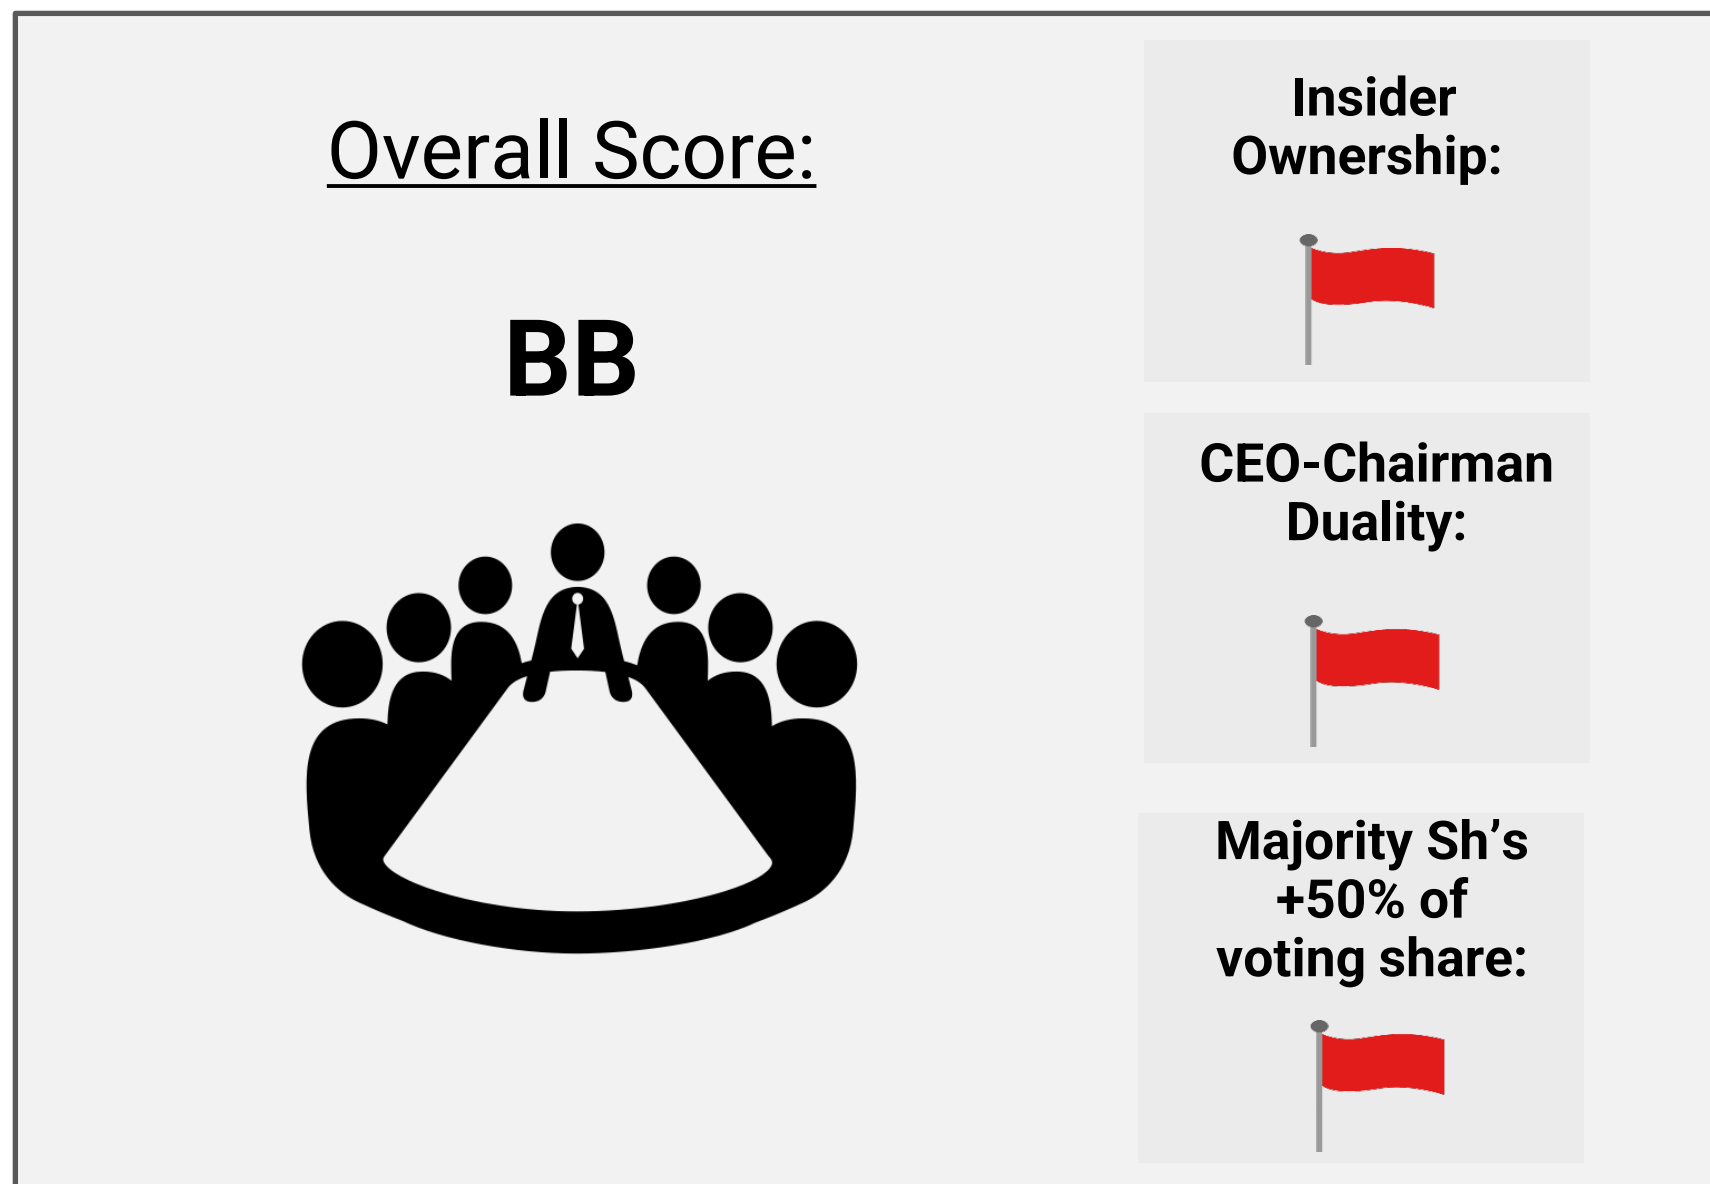 Overall Score:
BB
Insider
Ownership:
CEO-Chairman
Duality:
Majority Sh’s
+50% of
voting share: